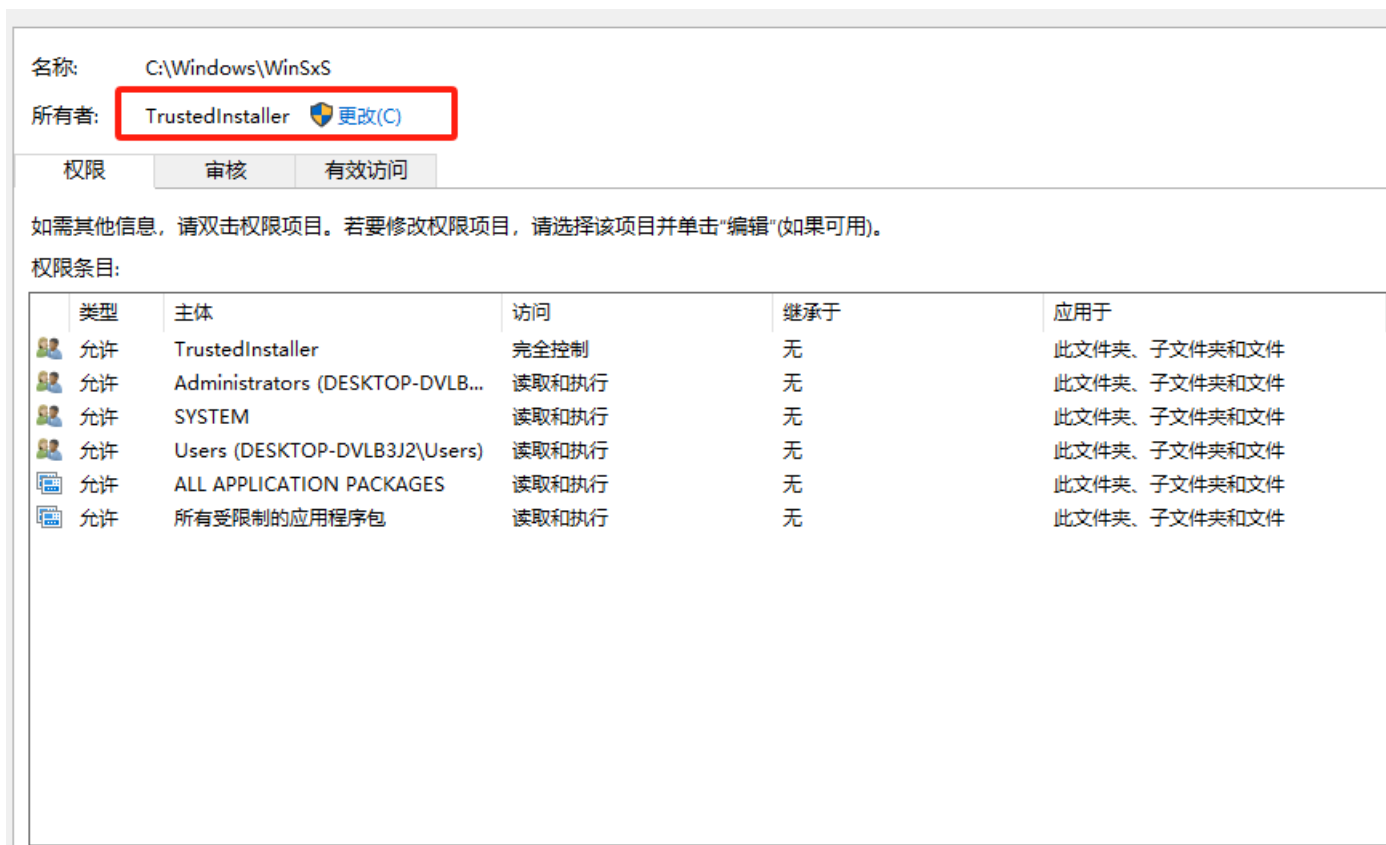 名称: C:\Windows\WinSxS
所有者: TrustedInstaller 更改(C)
权限 审核 有效访问
如需其他信息，请双击权限项目。若要修改权限项目，请选择该项目并单击"编辑"(如果可用)。
权限条目:
类型 主体 访问 继承于 应用于
允许 TrustedInstaller 完全控制 无 此文件夹、子文件夹和文件
允许 Administrators (DESKTOP-DVLB... 读取和执行 无 此文件夹、子文件夹和文件
允许 SYSTEM 读取和执行 无 此文件夹、子文件夹和文件
允许 Users (DESKTOP-DVLB3J2\Users) 读取和执行 无 此文件夹、子文件夹和文件
允许 ALL APPLICATION PACKAGES 读取和执行 无 此文件夹、子文件夹和文件
允许 所有受限制的应用程序包 读取和执行 无 此文件夹、子文件夹和文件